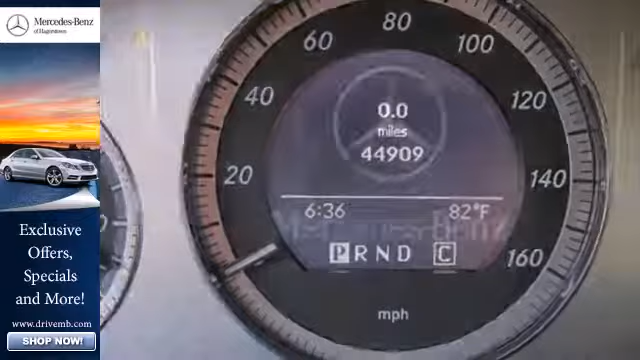 Mercedes-Benz
of Hagerstown
Exclusive
Offers,
Specials
and More!
www.drivemb.com
SHOP NOW!
20
40
60
80
100
120
140
160
0.0
miles
44909
6:36
82°F
P R N D
C
mph